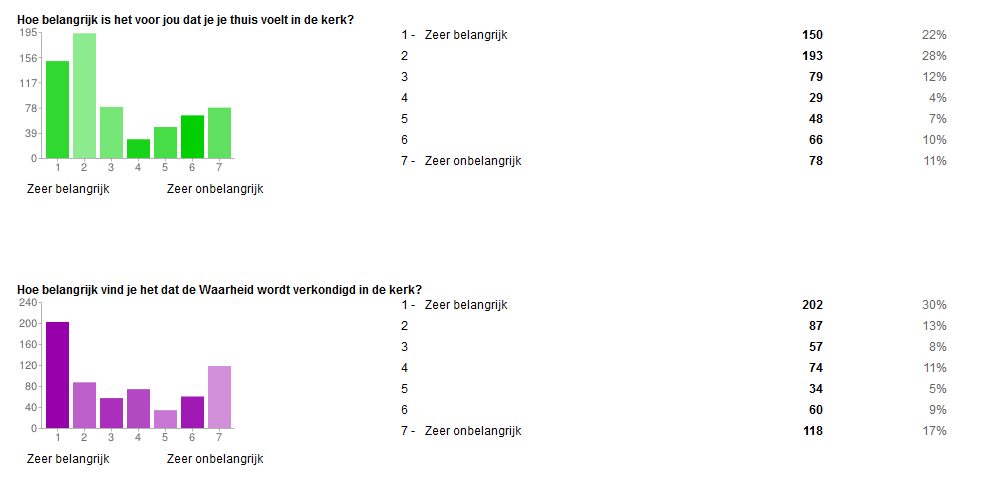 Hoe belangrijk is het voor jou dat je je thuis voelt in de kerk?
195
156
117
78
39
0
1 2 3 4 5 6 7
Zeer belangrijk Zeer onbelangrijk
1 - Zeer belangrijk 150 22%
2 193 28%
3 79 12%
4 29 4%
5 48 7%
6 66 10%
7 - Zeer onbelangrijk 78 11%
Hoe belangrijk vind je het dat de Waarheid wordt verkondigd in de kerk?
240
200
160
120
80
40
0
1 2 3 4 5 6 7
Zeer belangrijk Zeer onbelangrijk
1 - Zeer belangrijk 202 30%
2 87 13%
3 57 8%
4 74 11%
5 34 5%
6 60 9%
7 - Zeer onbelangrijk 118 17%